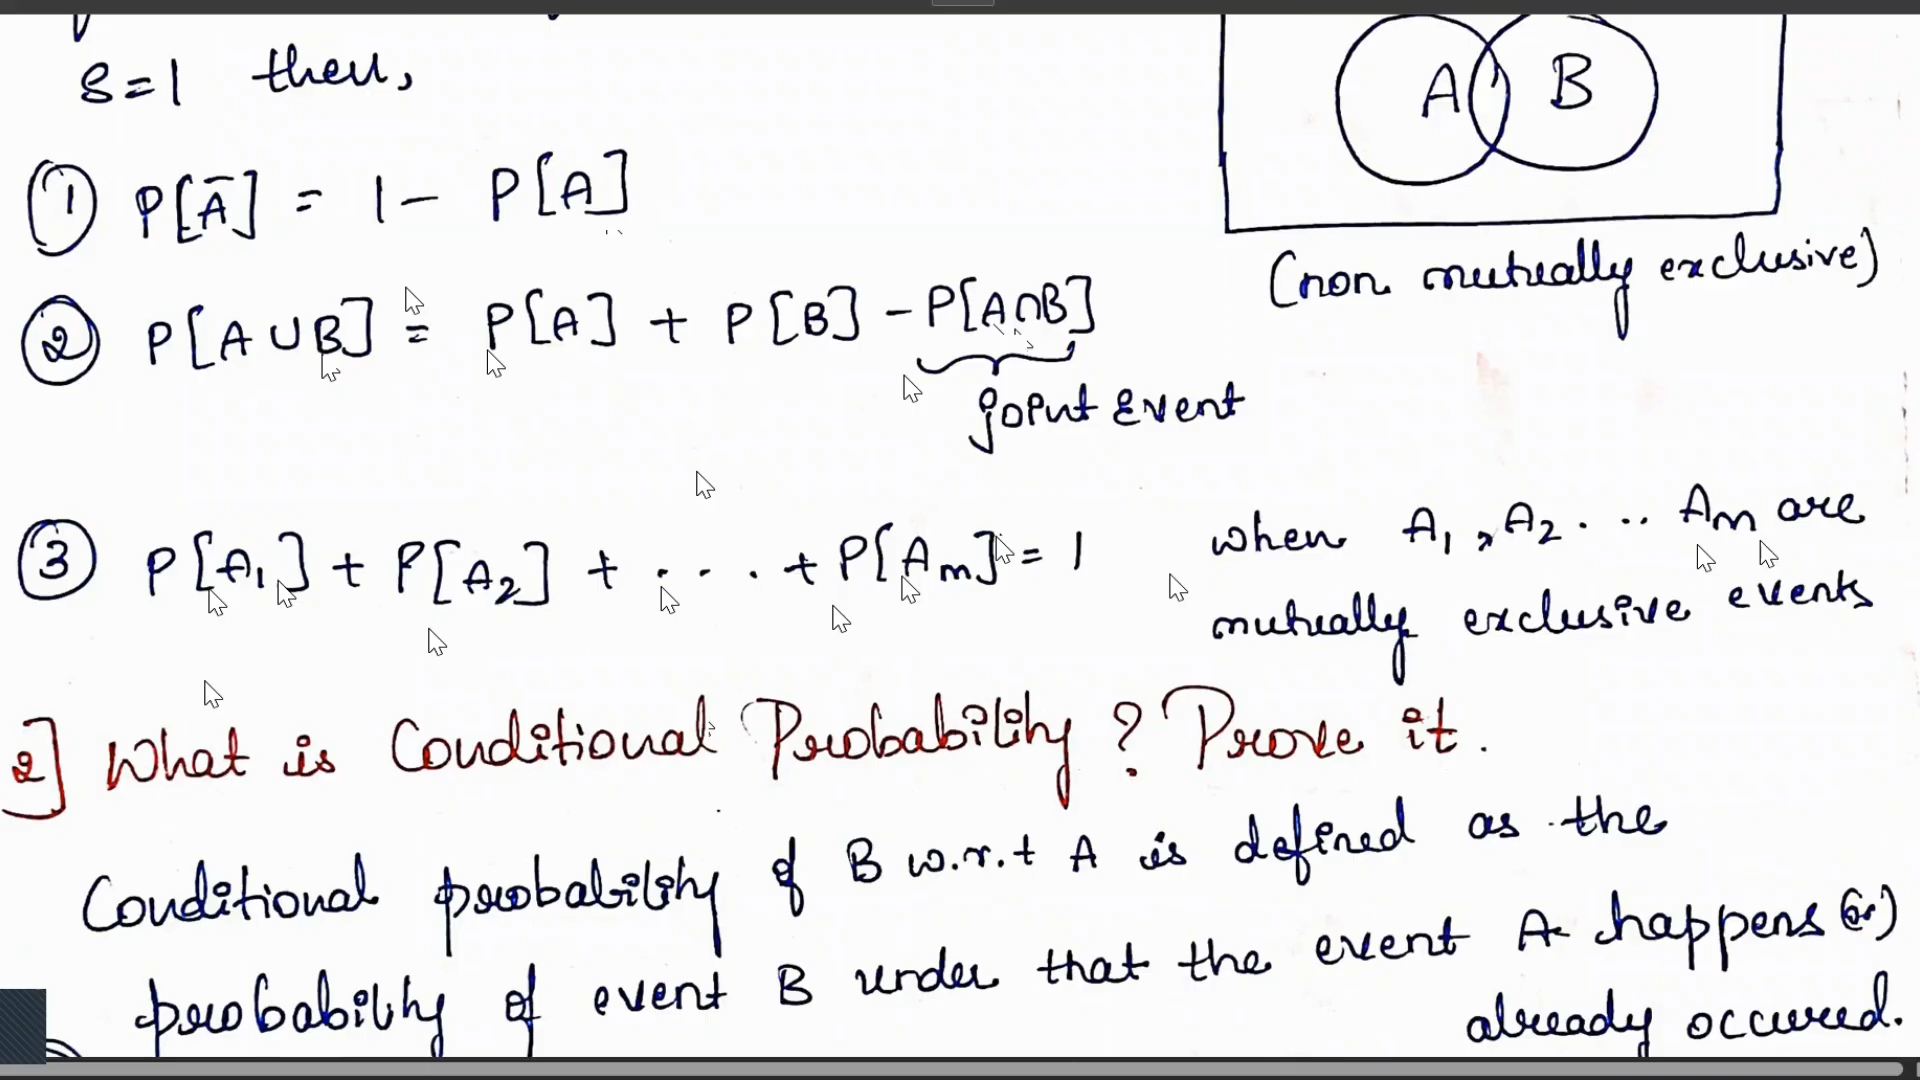 S=1 then,
A B
(non mutually exclusive)
① P[Ā] = 1 - P[A]
② P[A∪B] = P[A] + P[B] - P[A∩B]
joint Event
③ P[A₁] + P[A₂] + . . . + P[Am] = 1 when A₁, A₂ . . . Am are
mutually exclusive events
2] What is Conditional Probability? Prove it.
Conditional probability of B w.r.t A is defined as the
probability of event B under that the event A happens (or)
already occured.